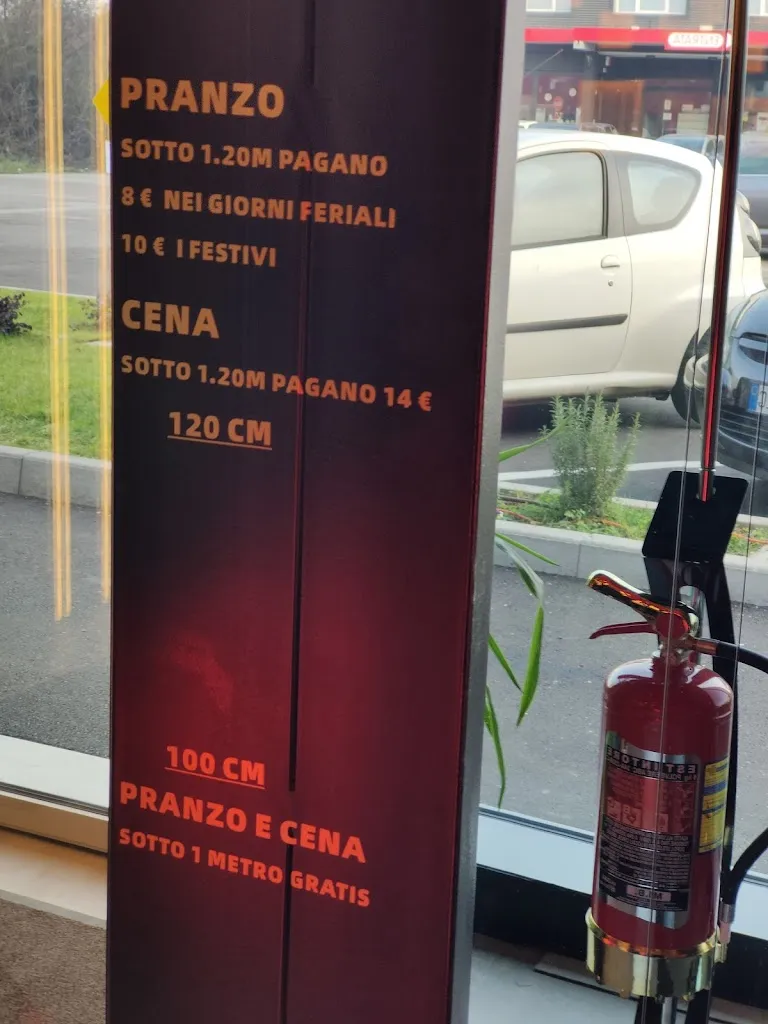 PRANZO
SOTTO 1.20M PAGANO
8 € NEI GIORNI FERIALI
10 € I FESTIVI
CENA
SOTTO 1.20M PAGANO 14 €
120 CM
100 CM
PRANZO E CENA
SOTTO 1 METRO GRATIS
ESTINTORE